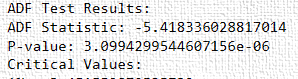 ADF Test Results:
ADF Statistic: -5.418336028817014
P-value: 3.0994299544607156e-06
Critical Values: